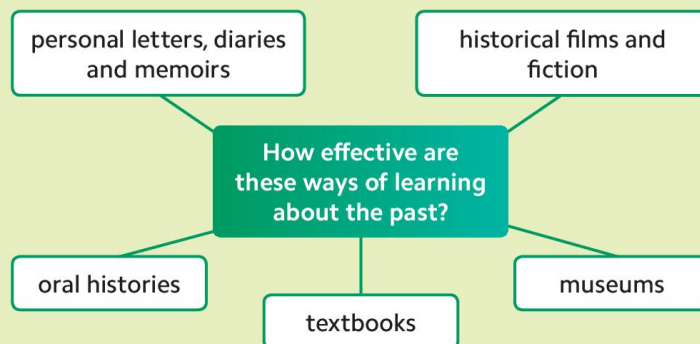 personal letters, diaries
and memoirs
historical films and
fiction
How effective are
these ways of learning
about the past?
oral histories
textbooks
museums